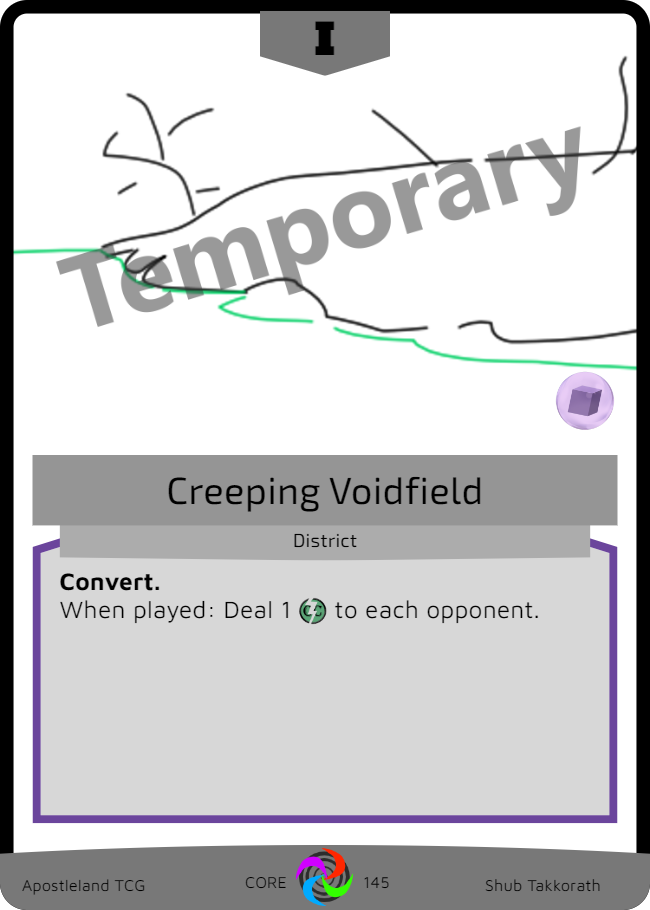 I
Temporary
Creeping Voidfield
District
Convert.
When played: Deal 1 to each opponent.
Apostleland TCG
CORE 145
Shub Takkorath